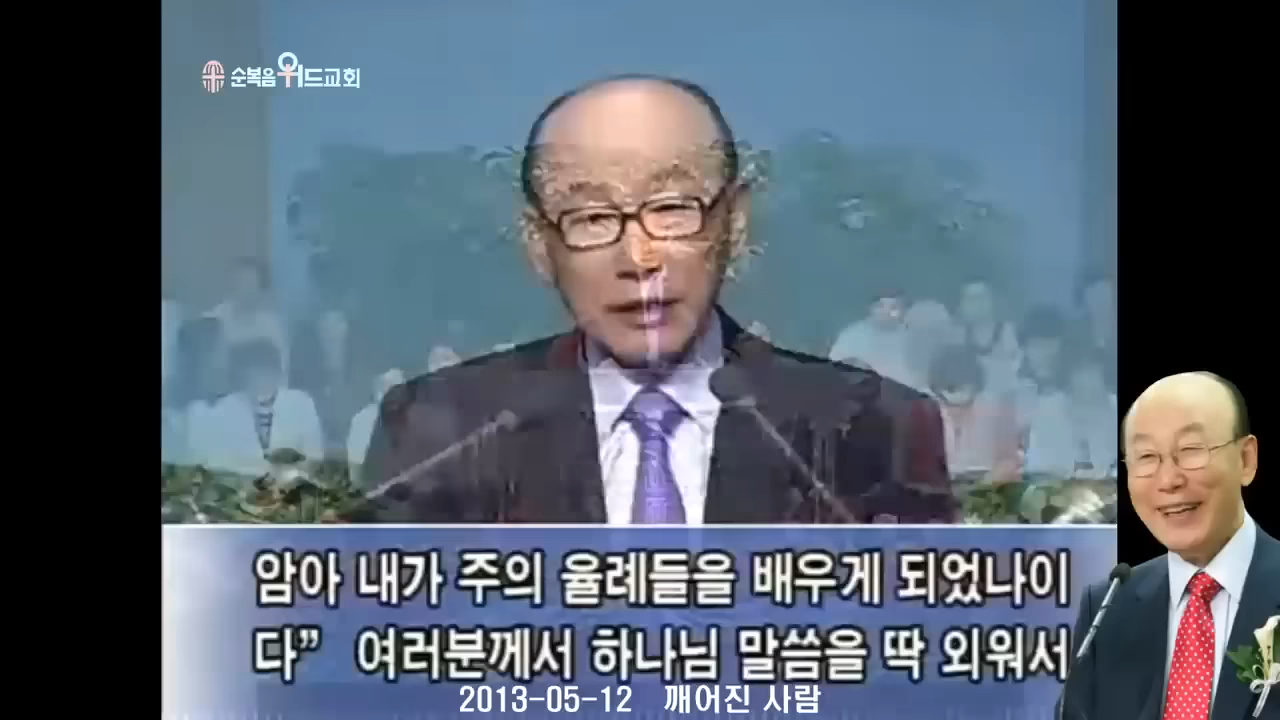 순복음워드교회
암아 내가 주의 율례들을 배우게 되었나이
다” 여러분께서 하나님 말씀을 딱 외워서
2013-05-12 깨어진 사람